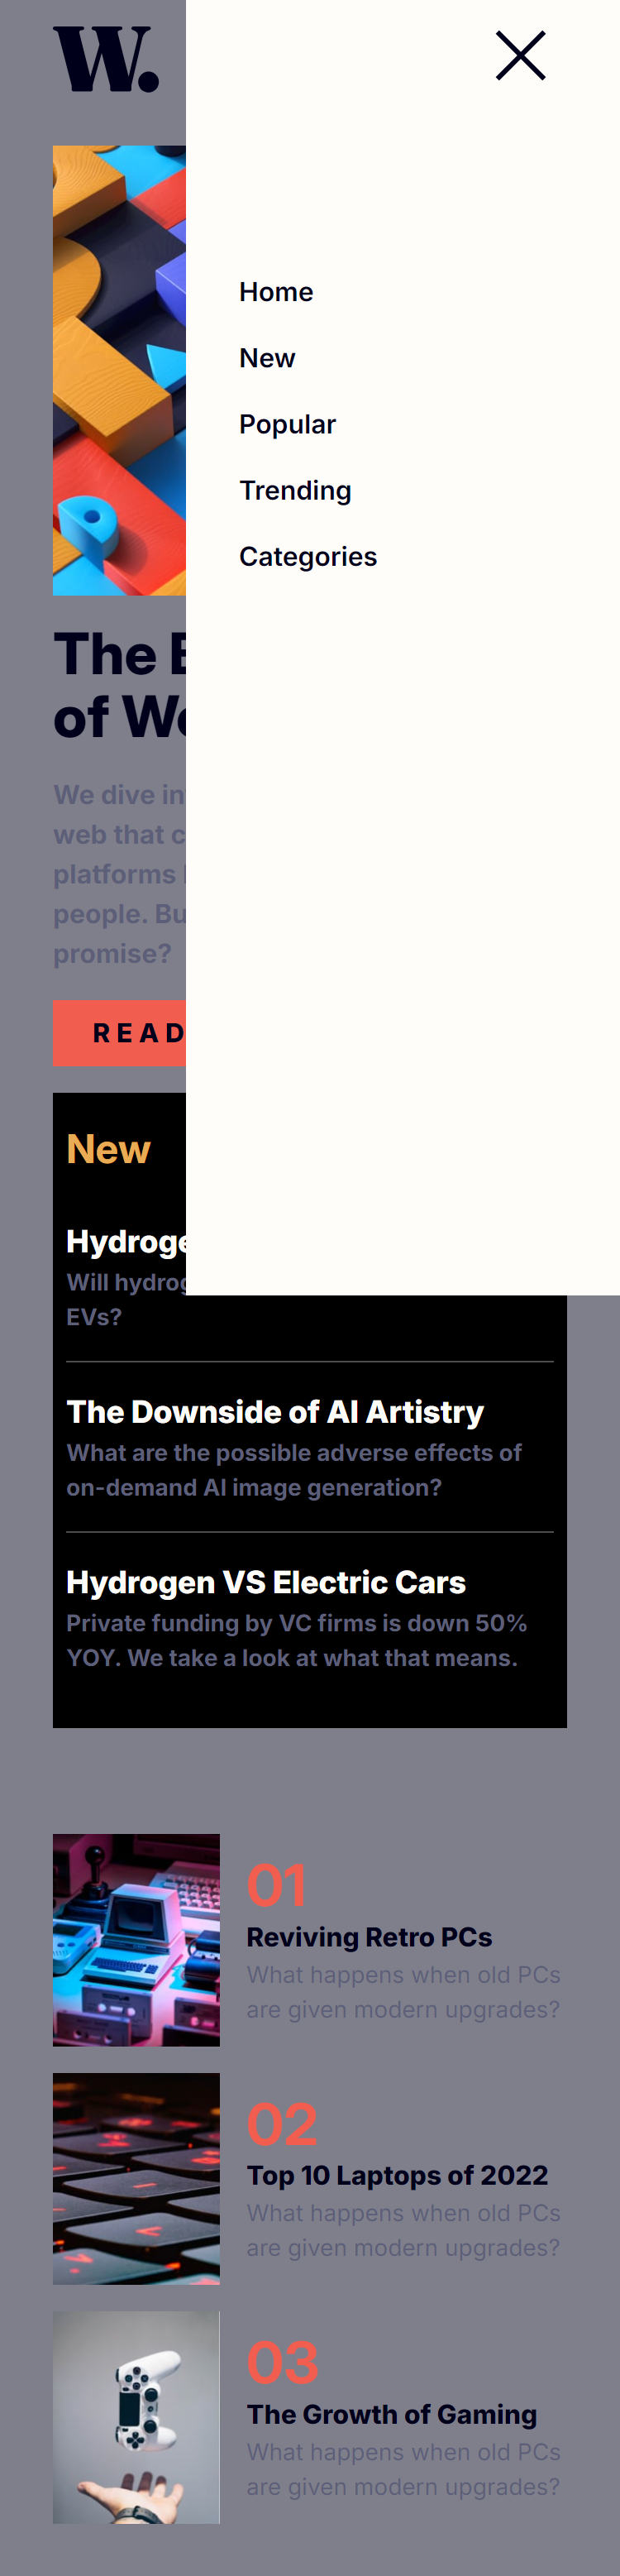 W.
Home
New
Popular
Trending
Categories
The
of
We dive
web that
platforms
people.
promise?
READ
New
Will
EVs?
The Downside of AI Artistry
What are the possible adverse effects of
on-demand AI image generation?
Hydrogen VS Electric Cars
Private funding by VC firms is down 50%
YOY. We take a look at what that means.
01
Reviving Retro PCs
What happens when old PCs
are given modern upgrades?
02
Top 10 Laptops of 2022
What happens when old PCs
are given modern upgrades?
03
The Growth of Gaming
What happens when old PCs
are given modern upgrades?